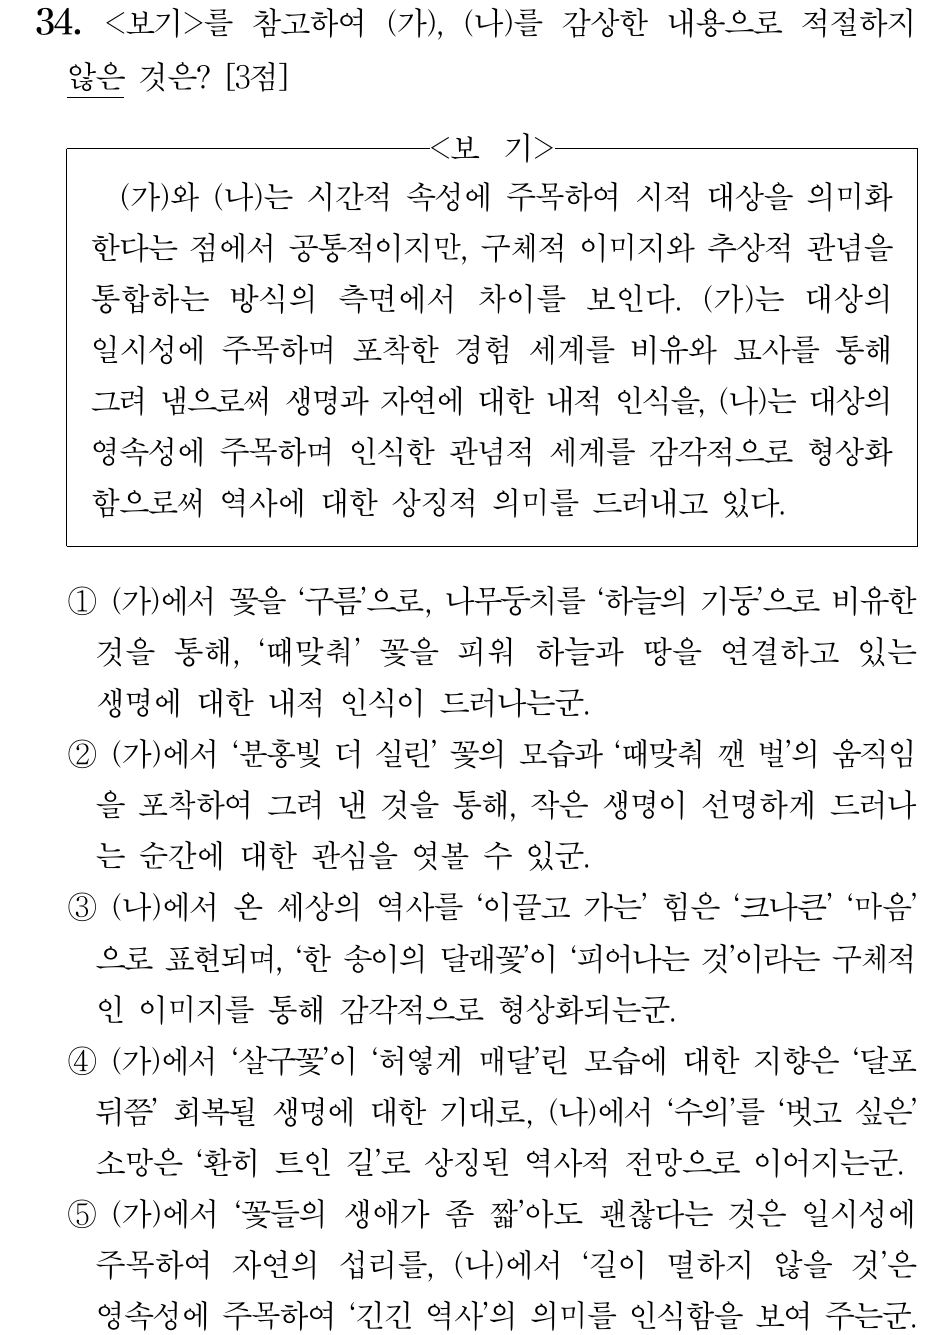 34. <보기>를 참고하여 (가), (나)를 감상한 내용으로 적절하지
않은 것은? [3점]
<보 기>
(가)와 (나)는 시간적 속성에 주목하여 시적 대상을 의미화
한다는 점에서 공통적이지만, 구체적 이미지와 추상적 관념을
통합하는 방식의 측면에서 차이를 보인다. (가)는 대상의
일시성에 주목하며 포착한 경험 세계를 비유와 묘사를 통해
그려 냄으로써 생명과 자연에 대한 내적 인식을, (나)는 대상의
영속성에 주목하며 인식한 관념적 세계를 감각적으로 형상화
함으로써 역사에 대한 상징적 의미를 드러내고 있다.
① (가)에서 꽃을 ‘구름’으로, 나무둥치를 ‘하늘의 기둥’으로 비유한
것을 통해, ‘때맞춰’ 꽃을 피워 하늘과 땅을 연결하고 있는
생명에 대한 내적 인식이 드러나는군.
② (가)에서 ‘분홍빛 더 실린’ 꽃의 모습과 ‘때맞춰 깬 벌’의 움직임
을 포착하여 그려 낸 것을 통해, 작은 생명이 선명하게 드러나
는 순간에 대한 관심을 엿볼 수 있군.
③ (나)에서 온 세상의 역사를 ‘이끌고 가는’ 힘은 ‘크나큰’ ‘마음’
으로 표현되며, ‘한 송이의 달래꽃’이 ‘피어나는 것’이라는 구체적
인 이미지를 통해 감각적으로 형상화되는군.
④ (가)에서 ‘살구꽃’이 ‘허옇게 매달’린 모습에 대한 지향은 ‘달포
뒤쯤’ 회복될 생명에 대한 기대로, (나)에서 ‘수의’를 ‘벗고 싶은’
소망은 ‘환히 트인 길’로 상징된 역사적 전망으로 이어지는군.
⑤ (가)에서 ‘꽃들의 생애가 좀 짧’아도 괜찮다는 것은 일시성에
주목하여 자연의 섭리를, (나)에서 ‘길이 멸하지 않을 것’은
영속성에 주목하여 ‘긴긴 역사’의 의미를 인식함을 보여 주는군.